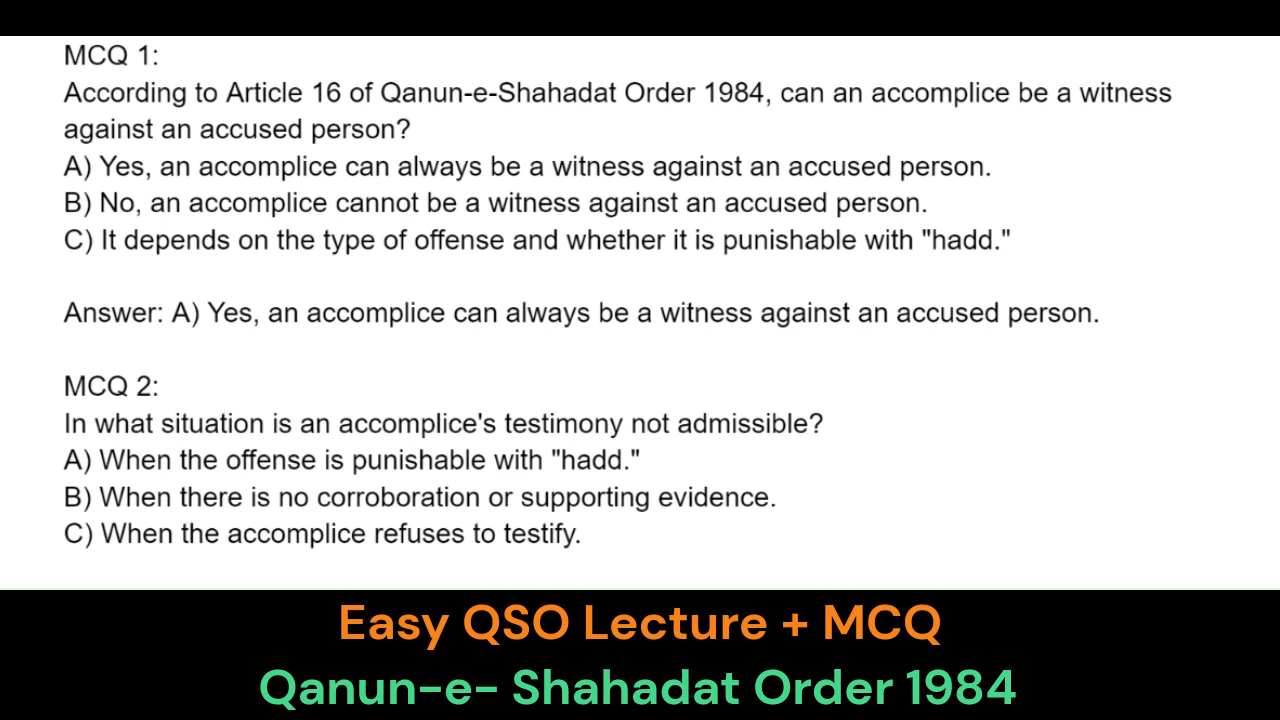 MCQ 1:
According to Article 16 of Qanun-e-Shahadat Order 1984, can an accomplice be a witness
against an accused person?
A) Yes, an accomplice can always be a witness against an accused person.
B) No, an accomplice cannot be a witness against an accused person.
C) It depends on the type of offense and whether it is punishable with "hadd."
Answer: A) Yes, an accomplice can always be a witness against an accused person.
MCQ 2:
In what situation is an accomplice's testimony not admissible?
A) When the offense is punishable with "hadd."
B) When there is no corroboration or supporting evidence.
C) When the accomplice refuses to testify.
Easy QSO Lecture + MCQ
Qanun-e- Shahadat Order 1984